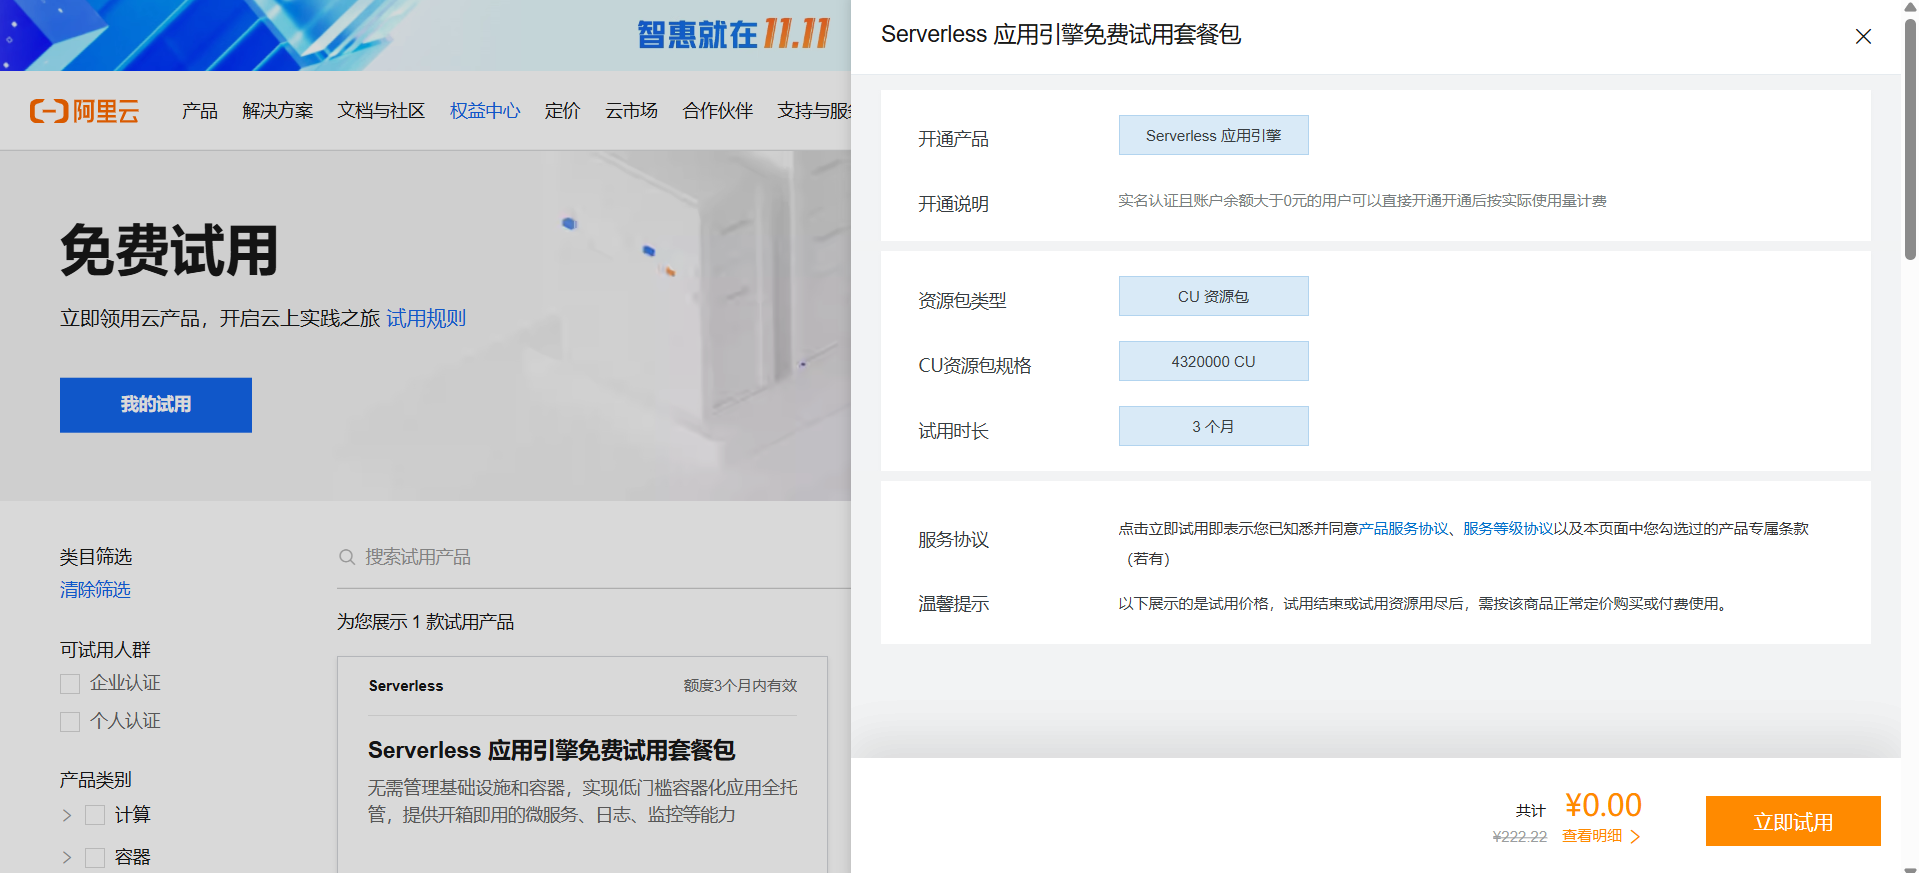 智惠就在11.11
阿里云
产品 解决方案 文档与社区 权益中心 定价 云市场 合作伙伴 支持与服
免费试用
立即领用云产品，开启云上实践之旅 试用规则
我的试用
类目筛选
清除筛选
可试用人群
企业认证
个人认证
产品类别
计算
容器
搜索试用产品
为您展示 1 款试用产品
Serverless 额度3个月内有效
Serverless 应用引擎免费试用套餐包
无需管理基础设施和容器，实现低门槛容器化应用全托
管，提供开箱即用的微服务、日志、监控等能力
Serverless 应用引擎免费试用套餐包
开通产品 Serverless 应用引擎
开通说明 实名认证且账户余额大于0元的用户可以直接开通开通后按实际使用量计费
资源包类型 CU 资源包
CU资源包规格 4320000 CU
试用时长 3 个月
服务协议 点击立即试用即表示您已知悉并同意产品服务协议、服务等级协议以及本页面中您勾选过的产品专属条款
（若有）
温馨提示 以下展示的是试用价格，试用结束或试用资源用尽后，需按该商品正常定价购买或付费使用。
共计 ¥0.00
¥222.22 查看明细
立即试用